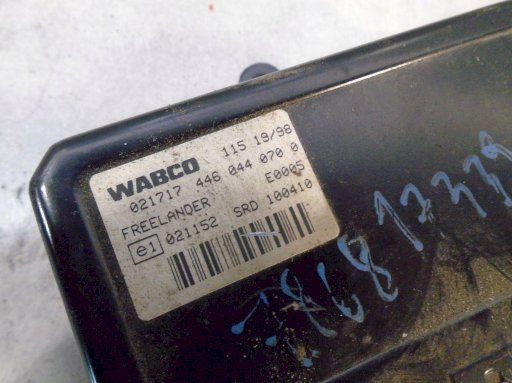 WABCO 115 19/98
021717 446 044 070 0
FREELANDER E0005
e1 021152 SRD 100410